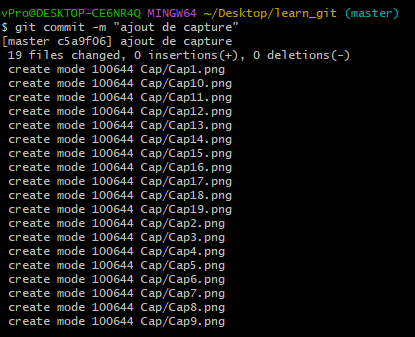 vPro@DESKTOP-CE6NR4Q MINGW64 ~/Desktop/learn_git (master)
$ git commit -m "ajout de capture"
[master c5a9f06] ajout de capture
 19 files changed, 0 insertions(+), 0 deletions(-)
 create mode 100644 Cap/Cap1.png
 create mode 100644 Cap/Cap10.png
 create mode 100644 Cap/Cap11.png
 create mode 100644 Cap/Cap12.png
 create mode 100644 Cap/Cap13.png
 create mode 100644 Cap/Cap14.png
 create mode 100644 Cap/Cap15.png
 create mode 100644 Cap/Cap16.png
 create mode 100644 Cap/Cap17.png
 create mode 100644 Cap/Cap18.png
 create mode 100644 Cap/Cap19.png
 create mode 100644 Cap/Cap2.png
 create mode 100644 Cap/Cap3.png
 create mode 100644 Cap/Cap4.png
 create mode 100644 Cap/Cap5.png
 create mode 100644 Cap/Cap6.png
 create mode 100644 Cap/Cap7.png
 create mode 100644 Cap/Cap8.png
 create mode 100644 Cap/Cap9.png